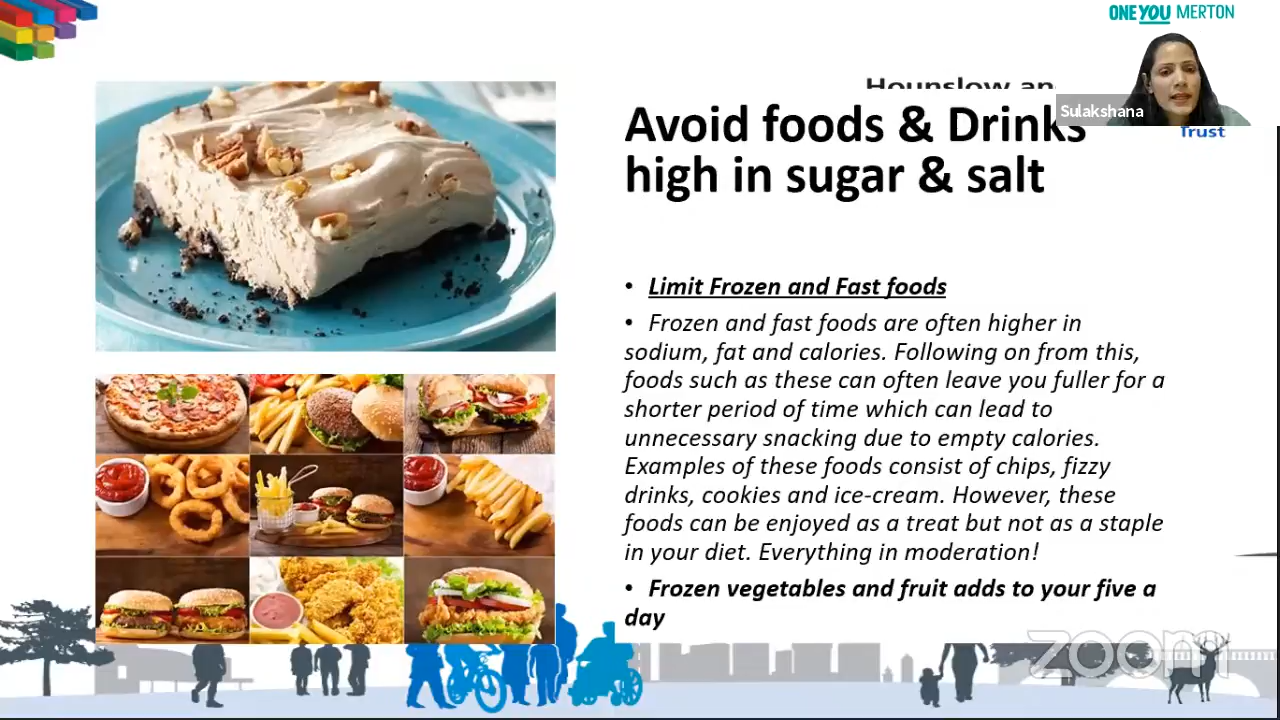 ONE YOU MERTON
Hounslow an
Sulakshana
Trust
Avoid foods & Drinks
high in sugar & salt
• Limit Frozen and Fast foods
• Frozen and fast foods are often higher in
sodium, fat and calories. Following on from this,
foods such as these can often leave you fuller for a
shorter period of time which can lead to
unnecessary snacking due to empty calories.
Examples of these foods consist of chips, fizzy
drinks, cookies and ice-cream. However, these
foods can be enjoyed as a treat but not as a staple
in your diet. Everything in moderation!
• Frozen vegetables and fruit adds to your five a
day
zoom